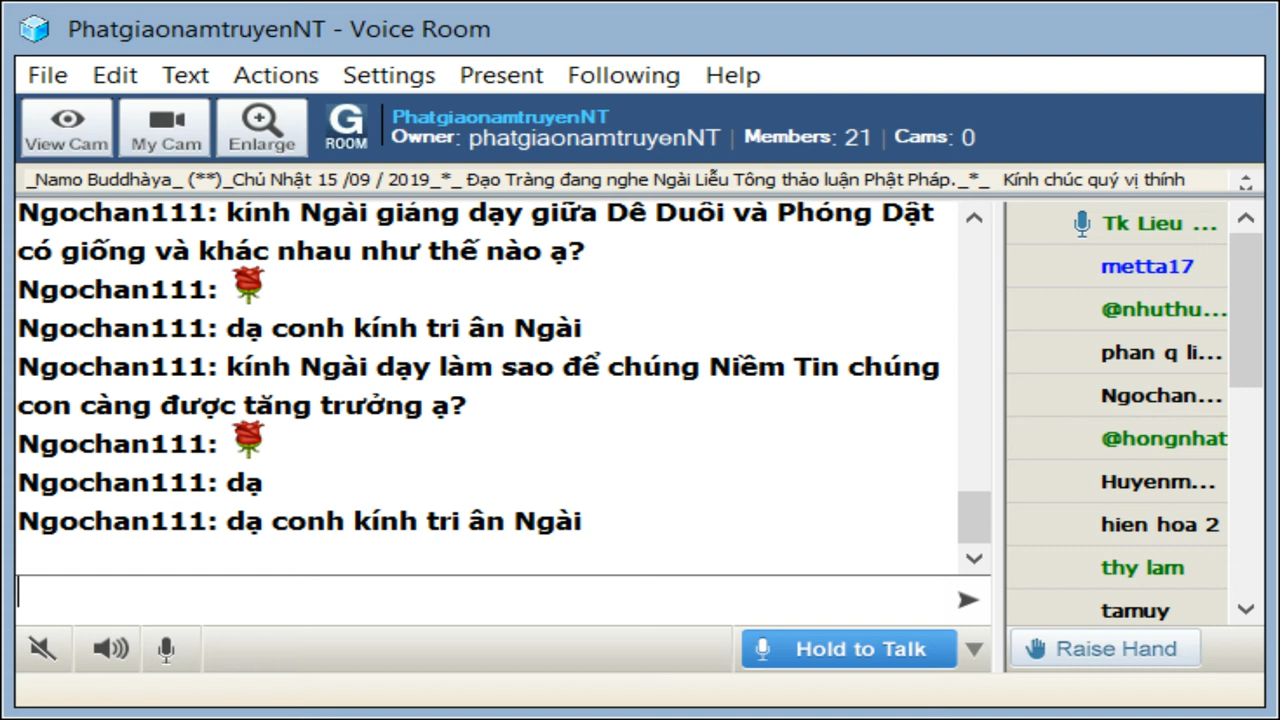 PhatgiaonamtruyenNT - Voice Room
File Edit Text Actions Settings Present Following Help
View Cam My Cam Enlarge G ROOM
PhatgiaonamtruyenNT
Owner: phatgiaonamtruyenNT | Members: 21 | Cams: 0
_Namo Buddhàya_ (**)_Chủ Nhật 15 /09 / 2019_*_ Đạo Tràng đang nghe Ngài Liễu Tông thảo luận Phật Pháp._*_ Kính chúc quý vị thính
Ngochan111: kính Ngài giáng dạy giữa Dê Duôi và Phóng Dật
có giống và khác nhau như thế nào ạ?
Ngochan111:
Ngochan111: dạ conh kính tri ân Ngài
Ngochan111: kính Ngài dạy làm sao để chúng Niềm Tin chúng
con càng được tăng trưởng ạ?
Ngochan111:
Ngochan111: dạ
Ngochan111: dạ conh kính tri ân Ngài
Tk Lieu ...
metta17
@nhuthu...
phan q li...
Ngochan...
@hongnhat
Huyenm...
hien hoa 2
thy lam
tamuy
Hold to Talk
Raise Hand